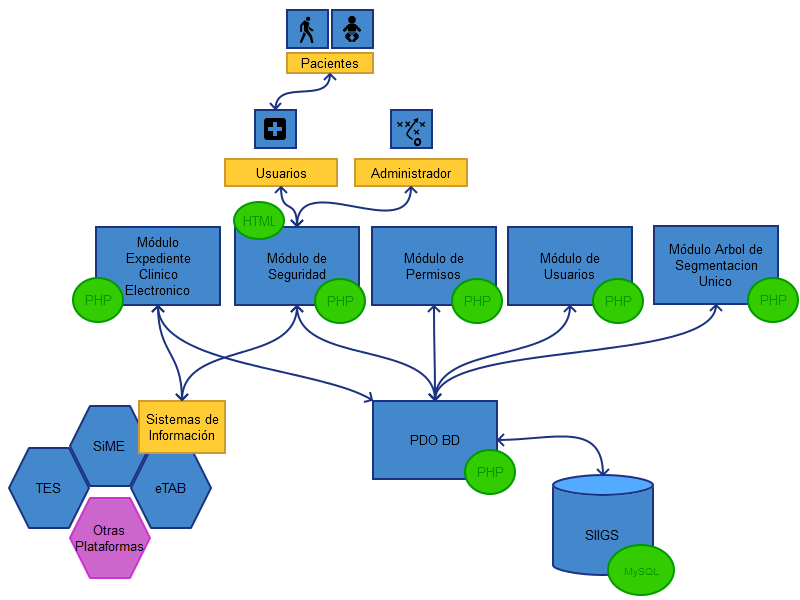 Pacientes
Usuarios
Administrador
HTML
Módulo
Expediente
Clinico
Electronico
PHP
Módulo de
Seguridad
PHP
Módulo de
Permisos
PHP
Módulo de
Usuarios
PHP
Módulo Arbol de
Segmentacion
Unico
PHP
Sistemas de
Información
SiME
TES
eTAB
Otras
Plataformas
PDO BD
PHP
SIIGS
MySQL